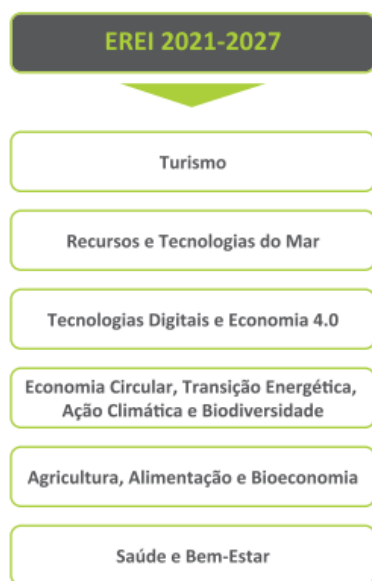 EREI 2021-2027
Turismo
Recursos e Tecnologias do Mar
Tecnologias Digitais e Economia 4.0
Economia Circular, Transição Energética,
Ação Climática e Biodiversidade
Agricultura, Alimentação e Bioeconomia
Saúde e Bem-Estar